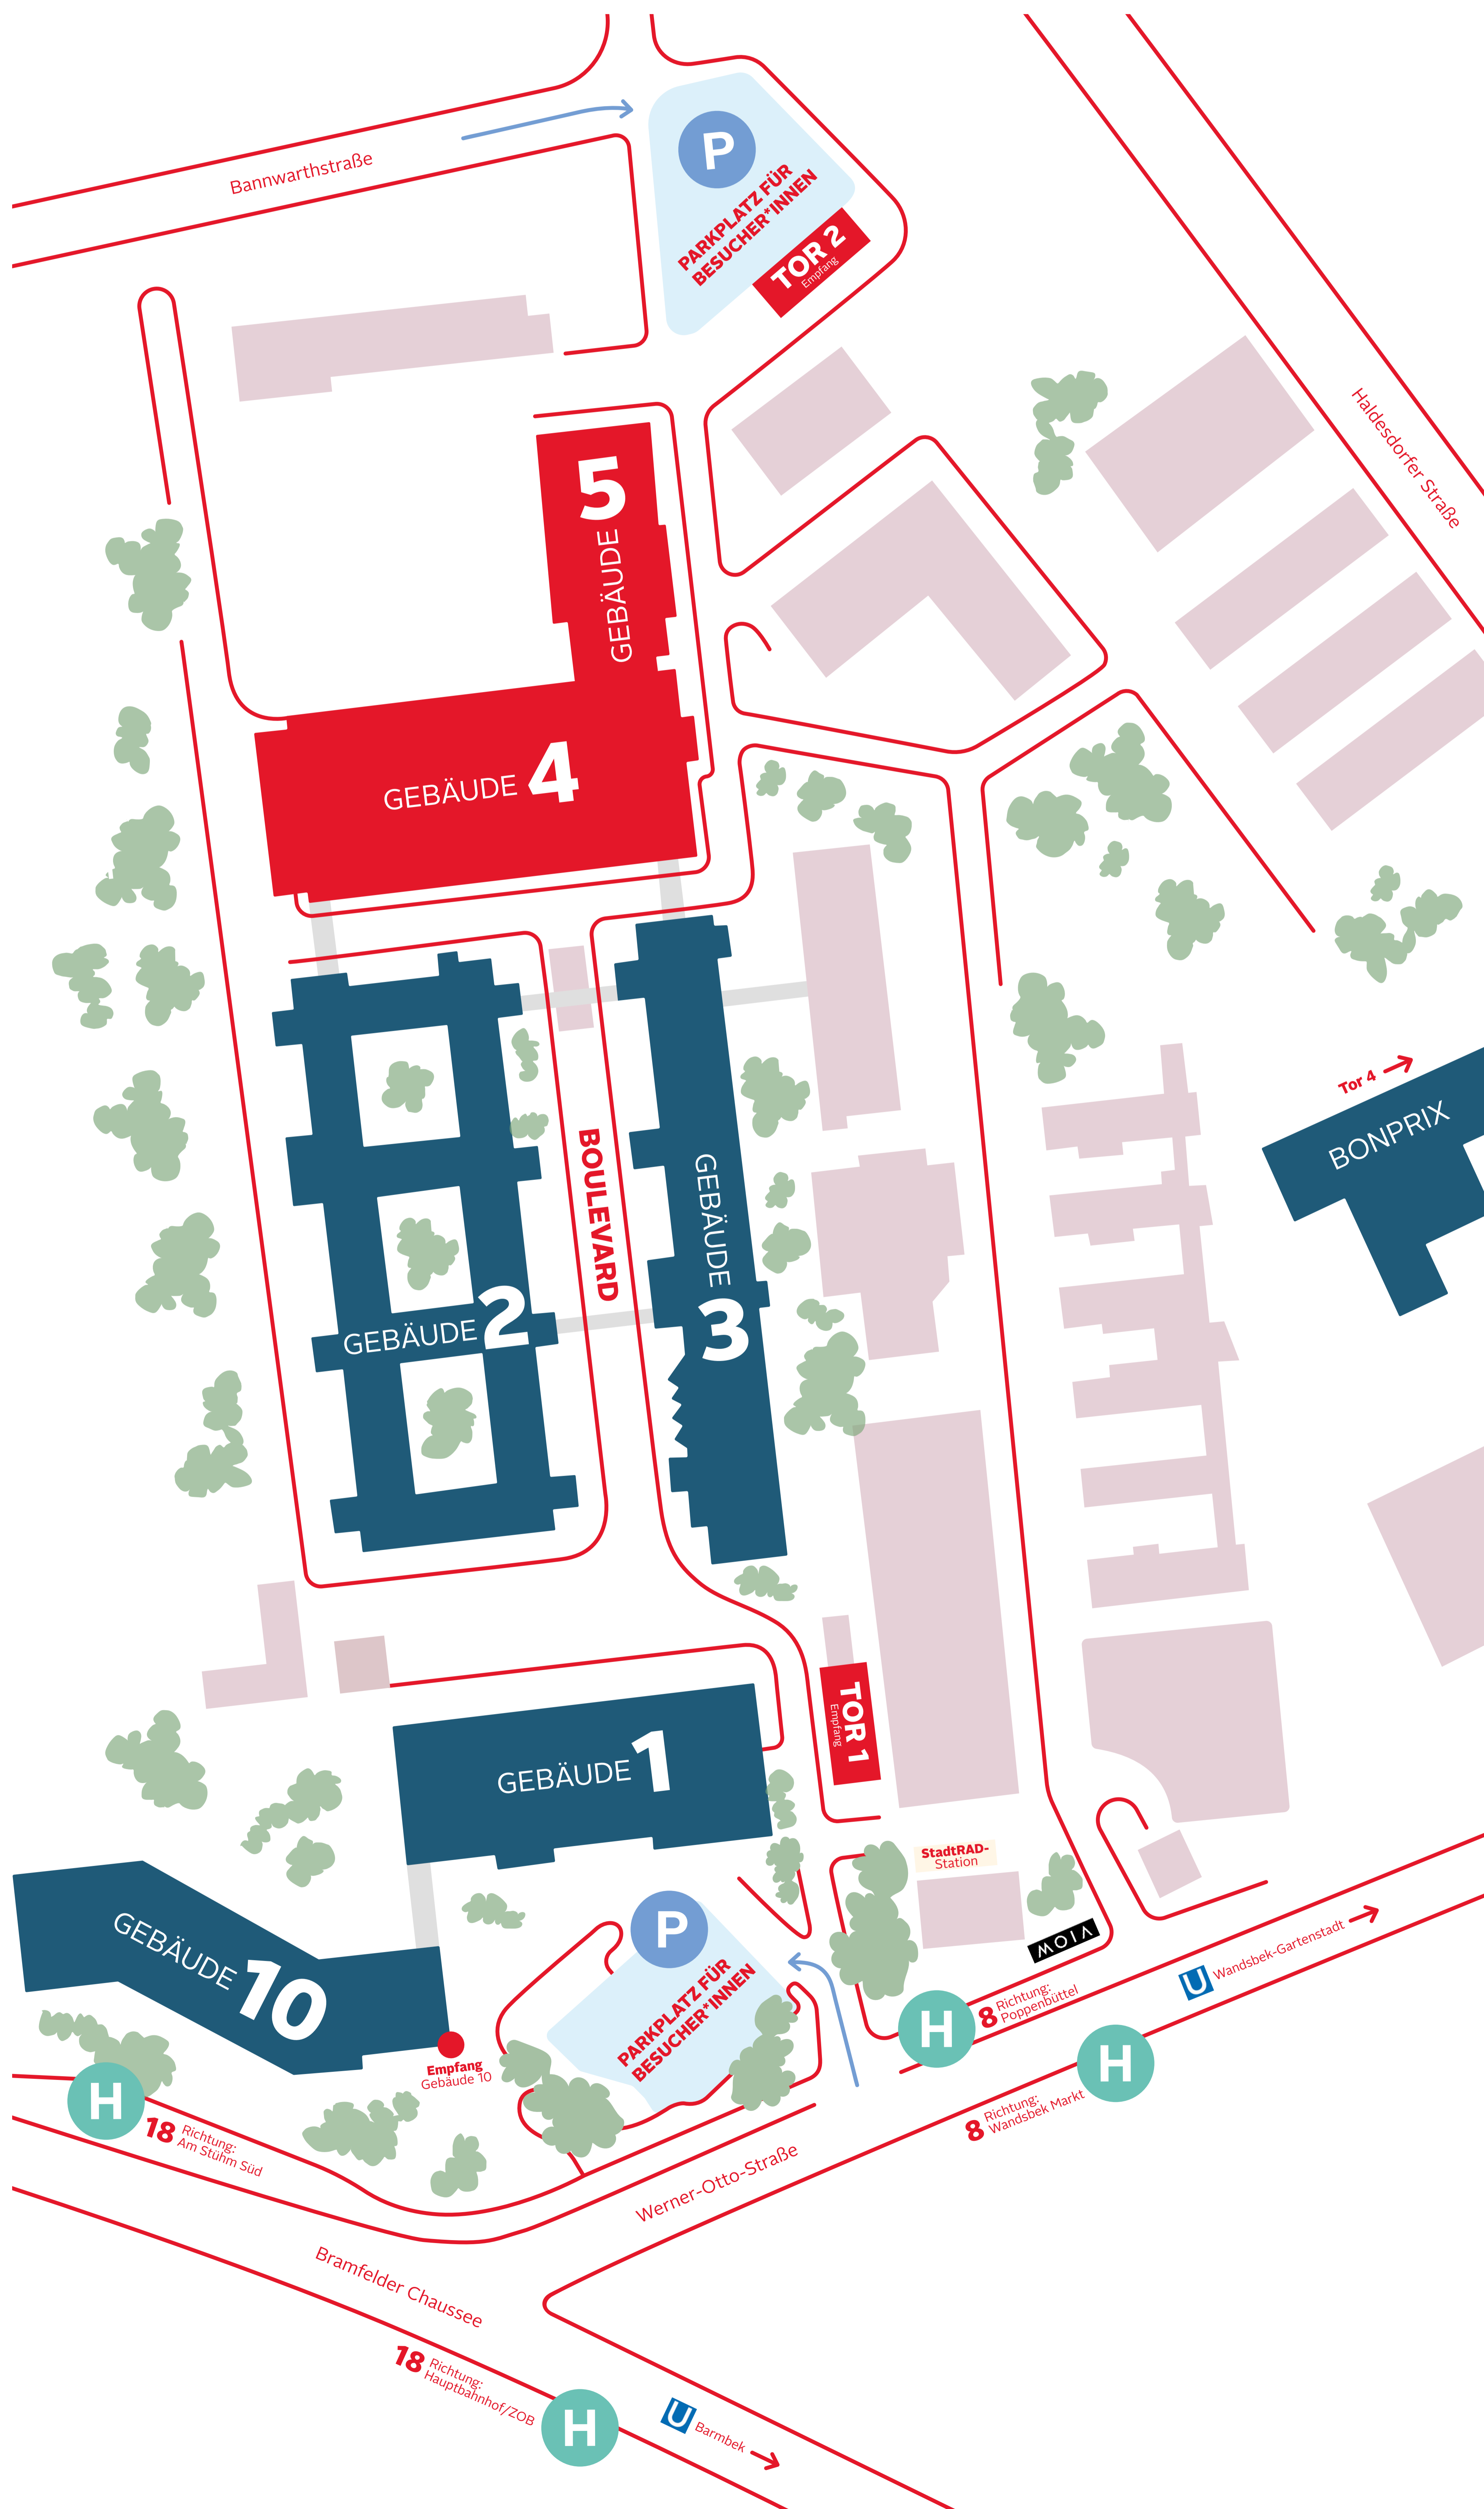 Bannwarthstraße
P
PARKPLATZ FÜR
BESUCHER*INNEN
TOR 2
Empfang
Haldesdorfer Straße
5
GEBÄUDE
GEBÄUDE 4
Tor 4
BONPRIX
BOULEVARD
GEBÄUDE 3
GEBÄUDE 2
TOR 1
Empfang
GEBÄUDE 1
StadtRAD-
Station
MOIA
GEBÄUDE 10
P
PARKPLATZ FÜR
BESUCHER*INNEN
Empfang
Gebäude 10
U Wandsbek-Gartenstadt
H
8 Richtung:
Poppenbüttel
H
8 Richtung:
Wandsbek Markt
H
18 Richtung:
Am Stühm Süd
Werner-Otto-Straße
Bramfelder Chaussee
18 Richtung:
Hauptbahnhof/ZOB
H
U Barmbek